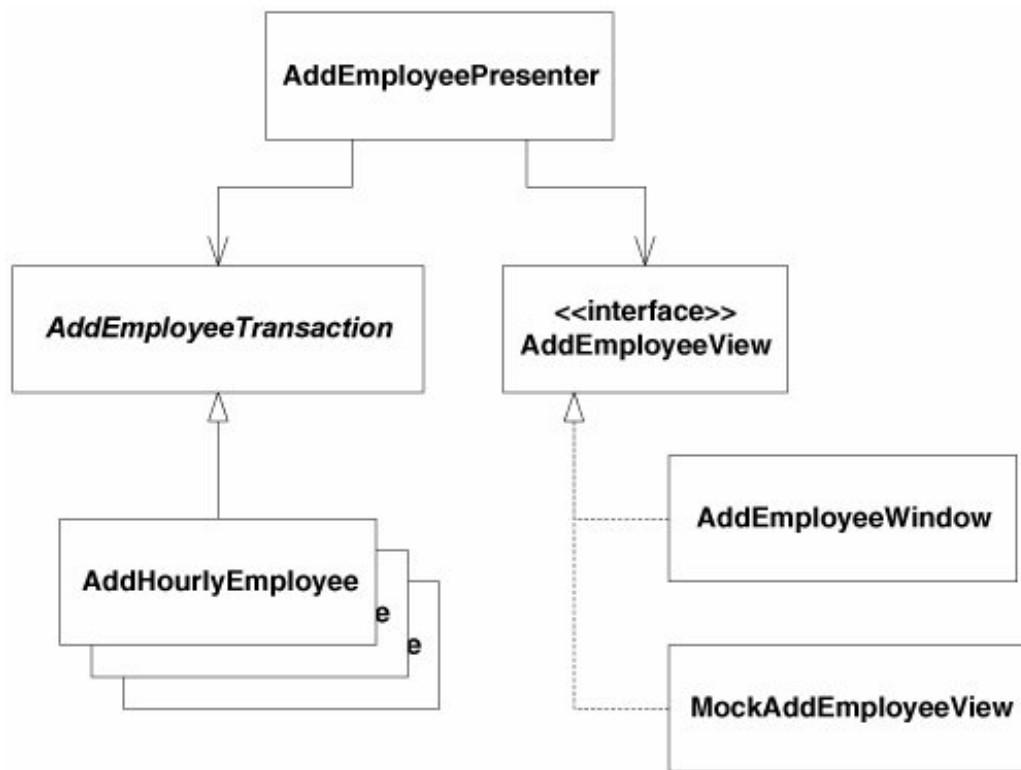 AddEmployeePresenter
AddEmployeeTransaction
<<interface>>
AddEmployeeView
AddEmployeeWindow
AddHourlyEmployee
e
e
MockAddEmployeeView